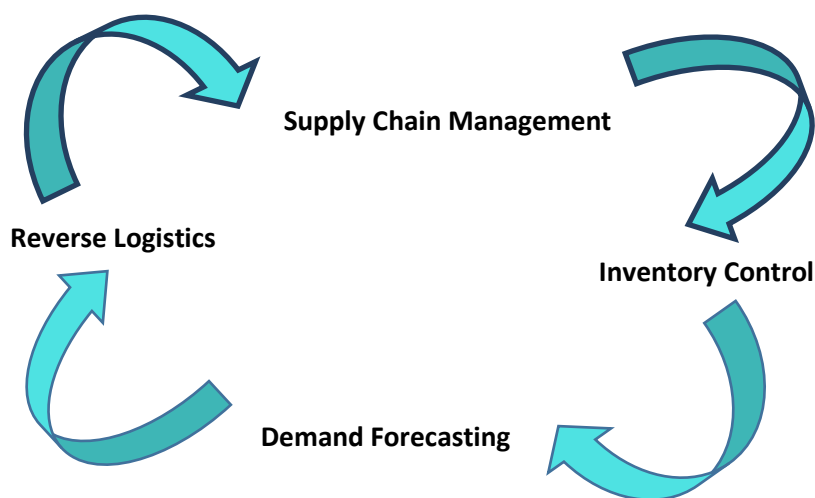 Supply Chain Management
Reverse Logistics
Inventory Control
Demand Forecasting